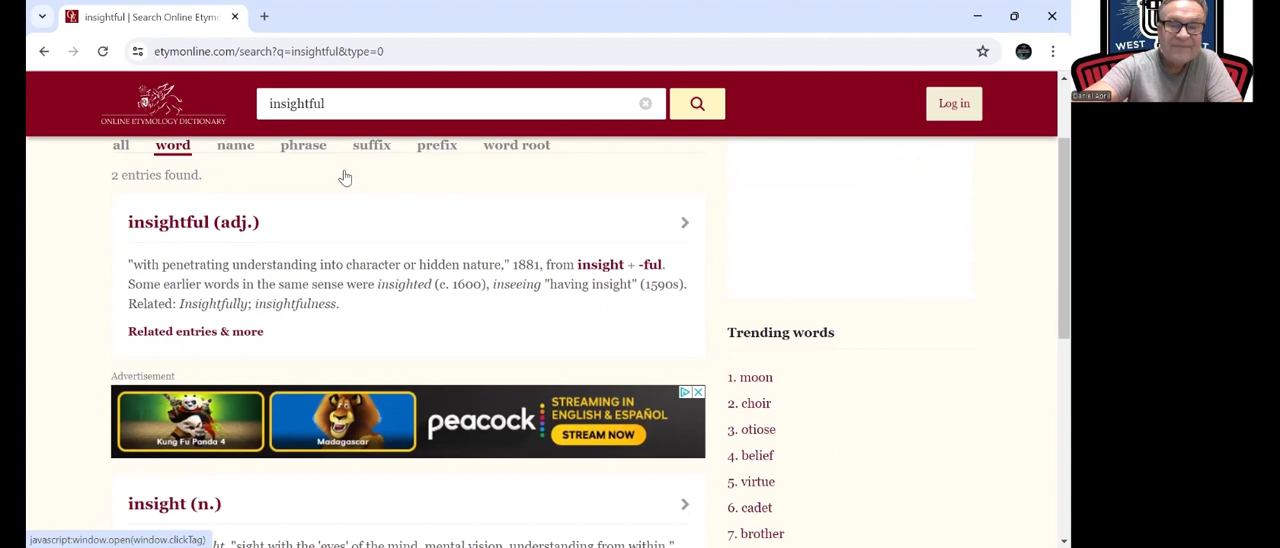 insightful | Search Online Etymo
etymonline.com/search?q=insightful&type=0
WEST
Daniel April
ONLINE ETYMOLOGY DICTIONARY
insightful
Log in
all word name phrase suffix prefix word root
2 entries found.
insightful (adj.)
"with penetrating understanding into character or hidden nature," 1881, from insight + -ful.
Some earlier words in the same sense were insighted (c. 1600), inseeing "having insight" (1590s).
Related: Insightfully; insightfulness.
Related entries & more
Advertisement
Kung Fu Panda 4
Madagascar
peacock
STREAMING IN
ENGLISH & ESPAÑOL
STREAM NOW
insight (n.)
"sight with the 'eyes' of the mind, mental vision, understanding from within."
Trending words
1. moon
2. choir
3. otiose
4. belief
5. virtue
6. cadet
7. brother
javascript:window.open(window.clickTag)